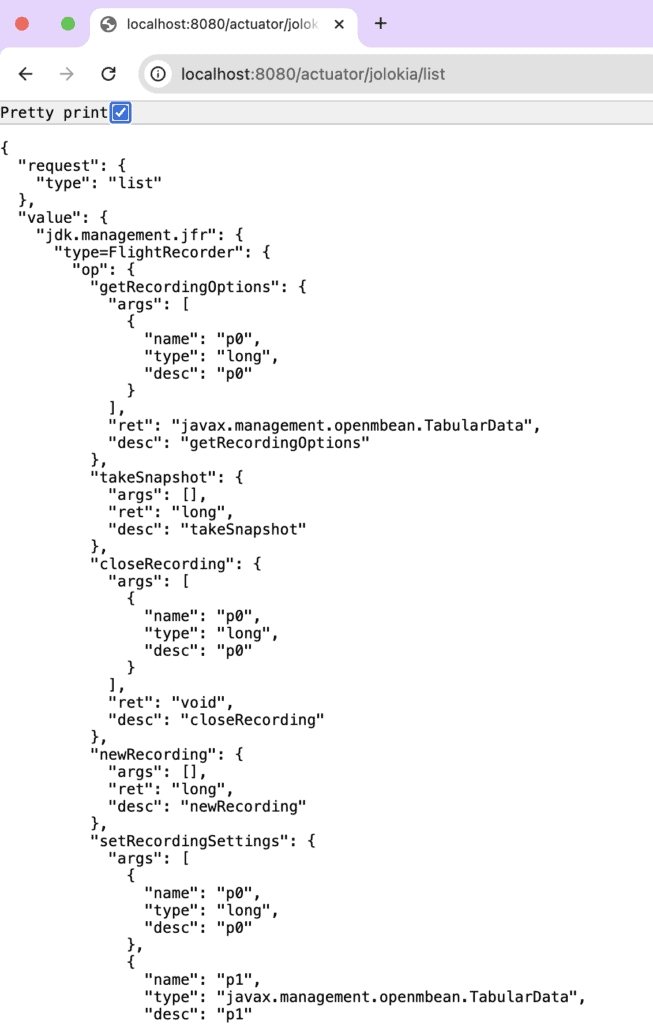 localhost:8080/actuator/jolok
localhost:8080/actuator/jolokia/list
Pretty print
{
  "request": {
    "type": "list"
  },
  "value": {
    "jdk.management.jfr": {
      "type=FlightRecorder": {
        "op": {
          "getRecordingOptions": {
            "args": [
              {
                "name": "p0",
                "type": "long",
                "desc": "p0"
              }
            ],
            "ret": "javax.management.openmbean.TabularData",
            "desc": "getRecordingOptions"
          },
          "takeSnapshot": {
            "args": [],
            "ret": "long",
            "desc": "takeSnapshot"
          },
          "closeRecording": {
            "args": [
              {
                "name": "p0",
                "type": "long",
                "desc": "p0"
              }
            ],
            "ret": "void",
            "desc": "closeRecording"
          },
          "newRecording": {
            "args": [],
            "ret": "long",
            "desc": "newRecording"
          },
          "setRecordingSettings": {
            "args": [
              {
                "name": "p0",
                "type": "long",
                "desc": "p0"
              },
              {
                "name": "p1",
                "type": "javax.management.openmbean.TabularData",
                "desc": "p1"